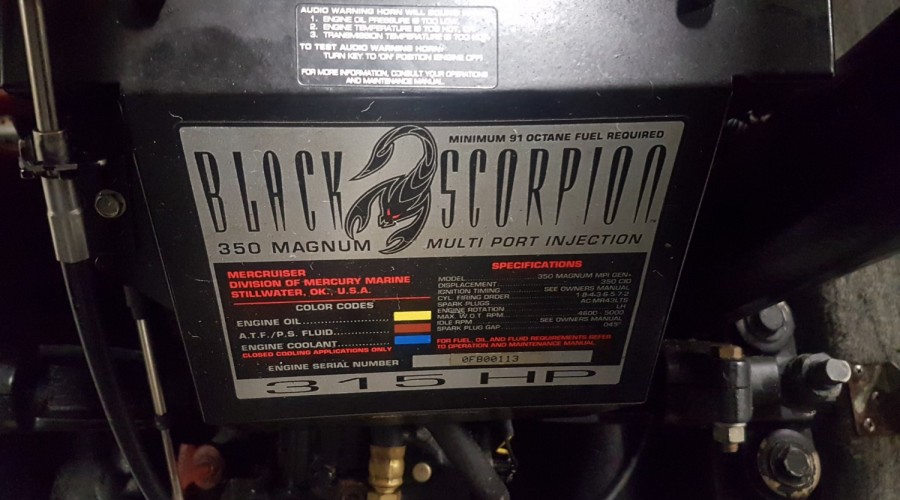 AUDIO WARNING HORN WILL SOUND IF:
1. ENGINE OIL PRESSURE IS TOO LOW.
2. ENGINE TEMPERATURE IS TOO HOT, OR
3. TRANSMISSION TEMPERATURE IS TOO HOT.
TO TEST AUDIO WARNING HORN:
TURN KEY TO "ON" POSITION (ENGINE OFF)
FOR MORE INFORMATION, CONSULT YOUR OPERATIONS
AND MAINTENANCE MANUAL.
MINIMUM 91 OCTANE FUEL REQUIRED
BLACK SCORPION
350 MAGNUM MULTI PORT INJECTION
MERCRUISER
DIVISION OF MERCURY MARINE
STILLWATER, OK., U.S.A.
COLOR CODES
ENGINE OIL
A.T.F./P.S. FLUID
ENGINE COOLANT
CLOSED COOLING APPLICATIONS ONLY
SPECIFICATIONS
MODEL 350 MAGNUM MPI GEN+
DISPLACEMENT 350 CID
IGNITION TIMING SEE OWNERS MANUAL
CYL. FIRING ORDER 1-8-4-3-6-5-7-2
SPARK PLUGS AC-MR43LTS
ENGINE ROTATION LH
MAX. W.O.T. RPM 4600 - 5000
IDLE RPM SEE OWNERS MANUAL
SPARK PLUG GAP .045"
FOR FUEL, OIL, AND FLUID REQUIREMENTS REFER
TO OPERATION AND MAINTENANCE MANUAL
ENGINE SERIAL NUMBER 0F800113
315 HP